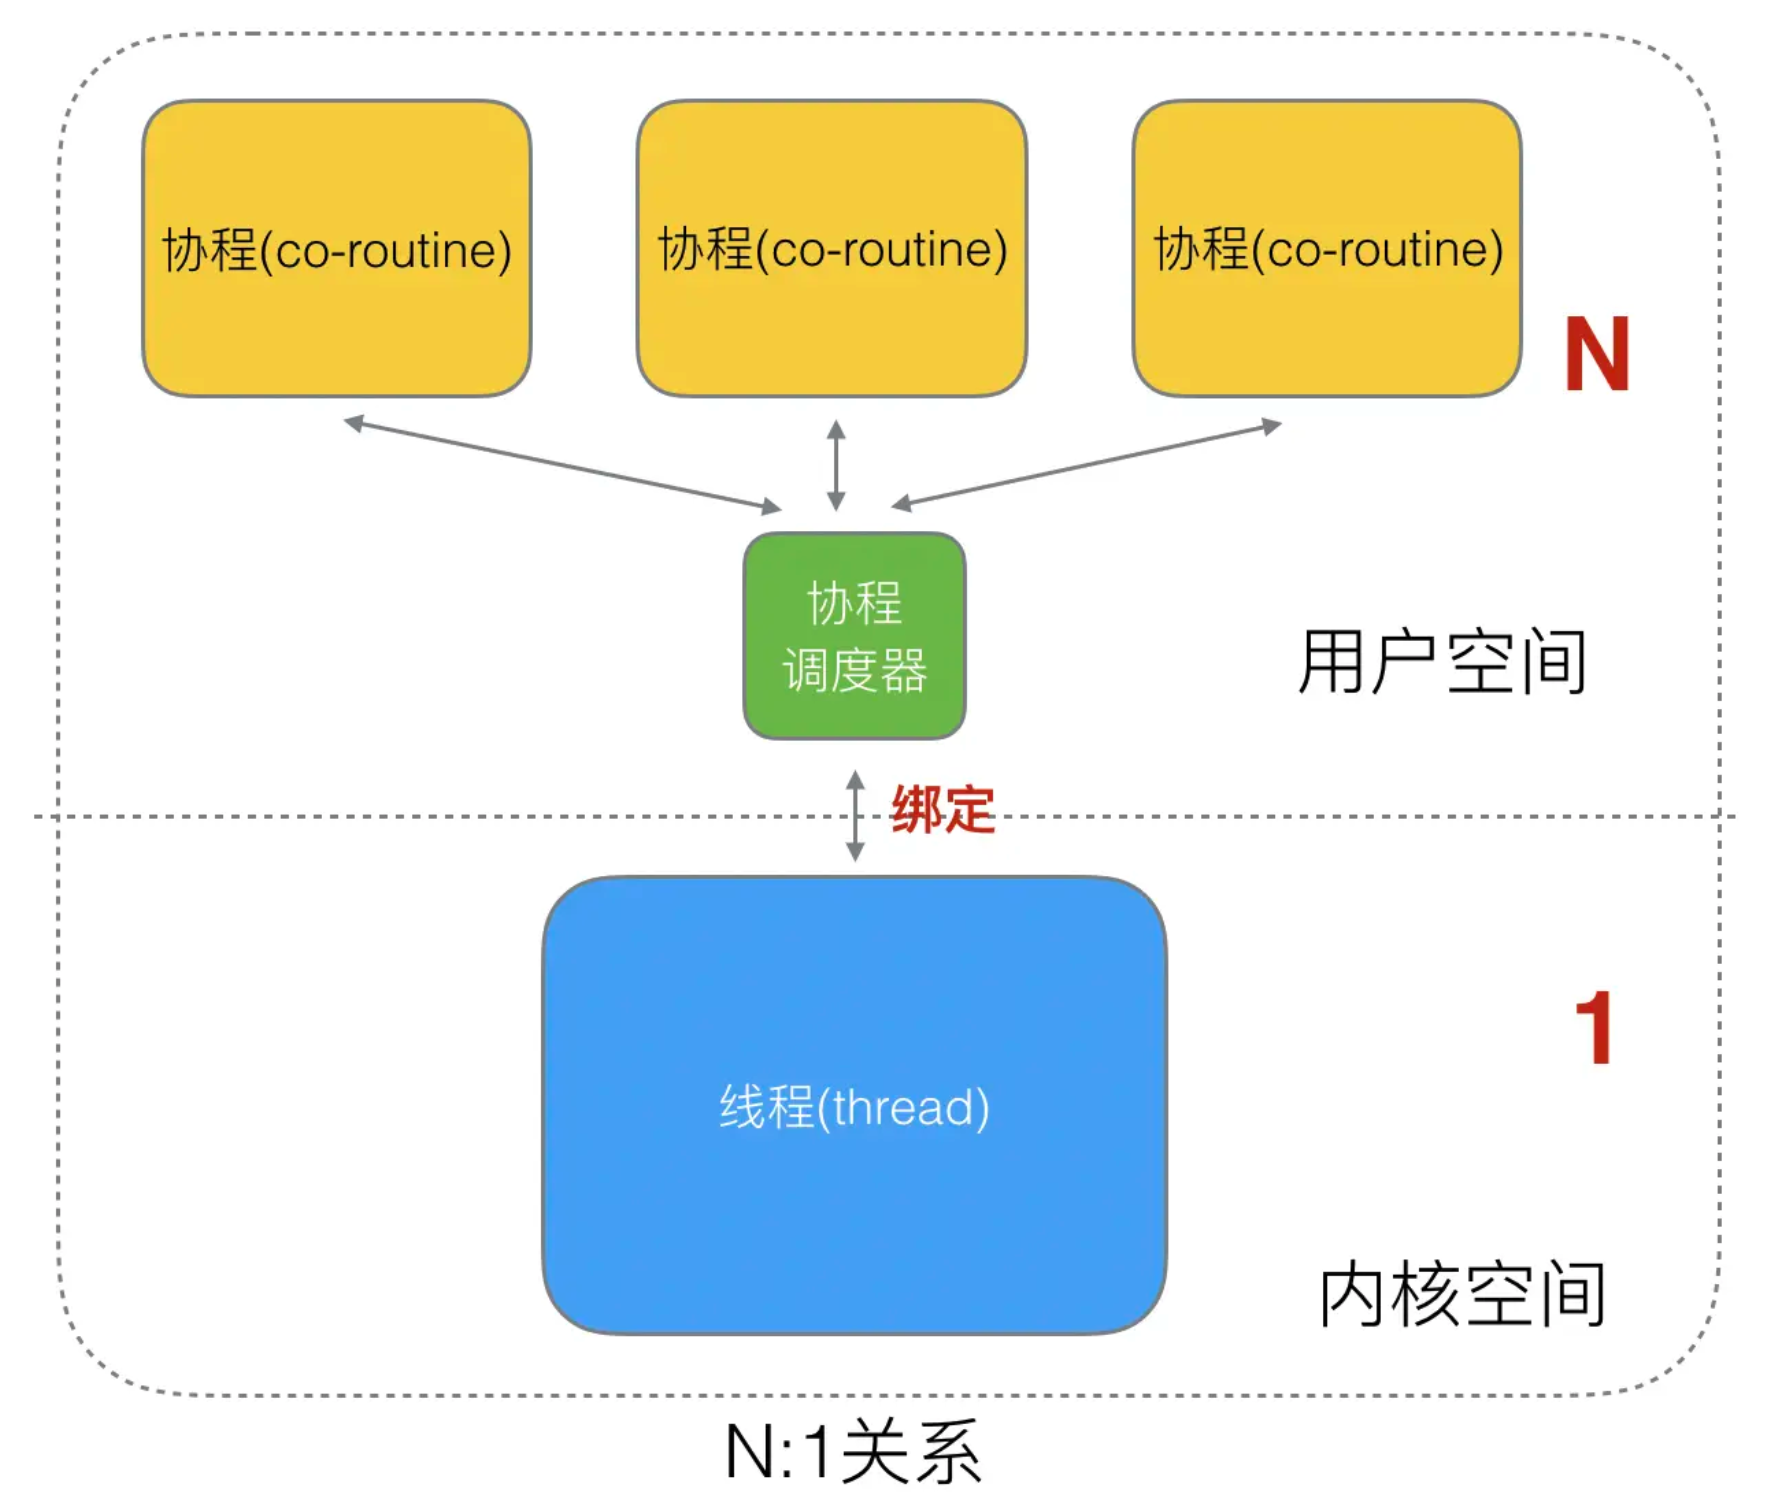 协程(co-routine)
协程(co-routine)
协程(co-routine)
N
协程
调度器
用户空间
绑定
1
线程(thread)
内核空间
N:1关系